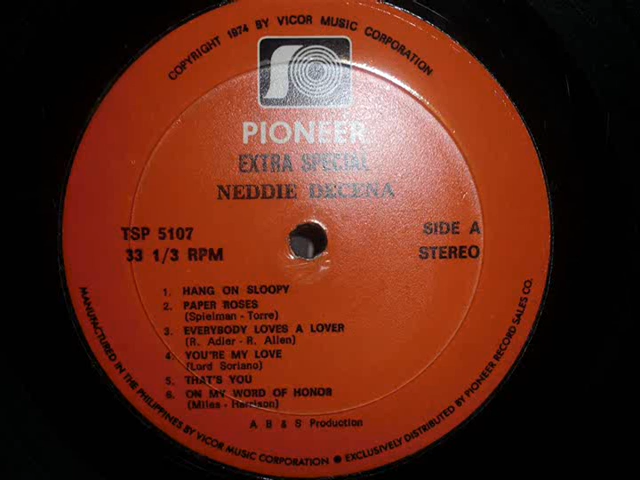 COPYRIGHT 1974 BY VICOR MUSIC CORPORATION
PIONEER
EXTRA SPECIAL
NEDDIE DECENA
TSP 5107
SIDE A
33 1/3 RPM
STEREO
1. HANG ON SLOOPY
2. PAPER ROSES
(Spielman - Torre)
3. EVERYBODY LOVES A LOVER
(R. Adler - R. Allen)
4. YOU'RE MY LOVE
(Lord Soriano)
5. THAT'S YOU
6. ON MY WORD OF HONOR
(Miles - Harrison)
A B & S Production
MANUFACTURED IN THE PHILIPPINES BY VICOR MUSIC CORPORATION ● EXCLUSIVELY DISTRIBUTED BY PIONEER RECORD SALES CO.